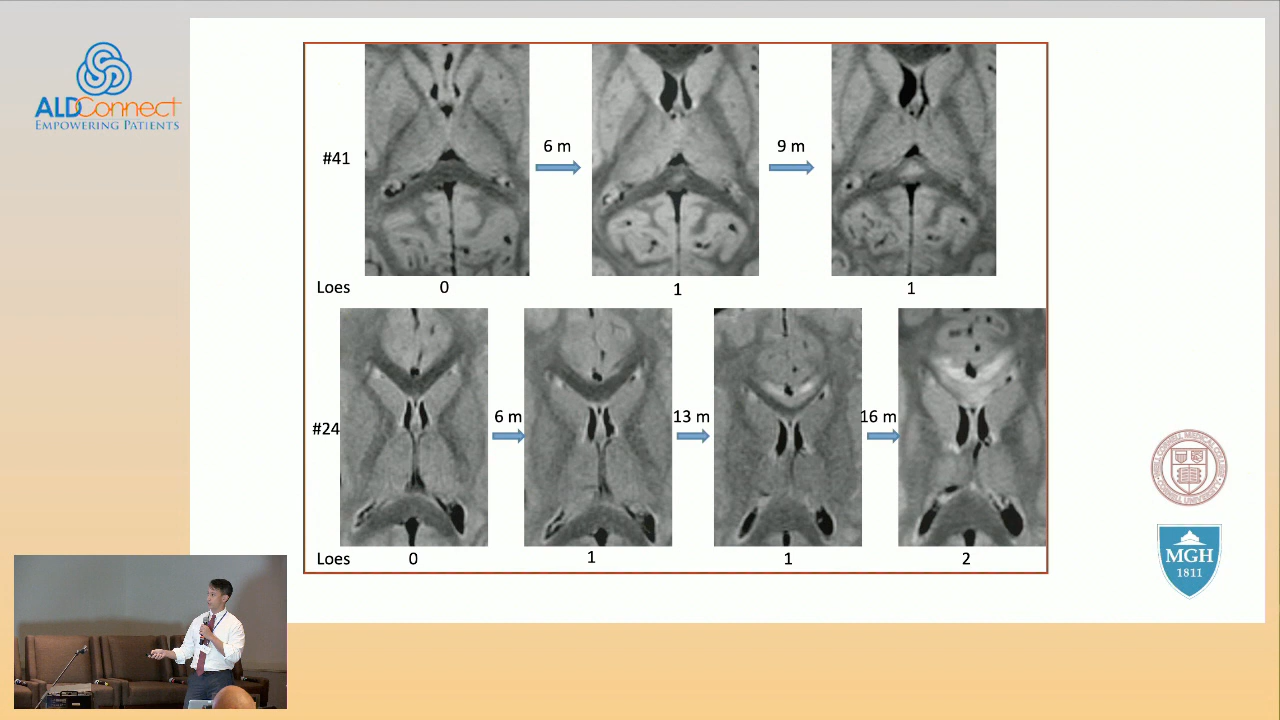 ALDConnect
EMPOWERING PATIENTS
#41
6 m
9 m
Loes
0
1
1
#24
6 m
13 m
16 m
Loes
0
1
1
2
MGH
1811